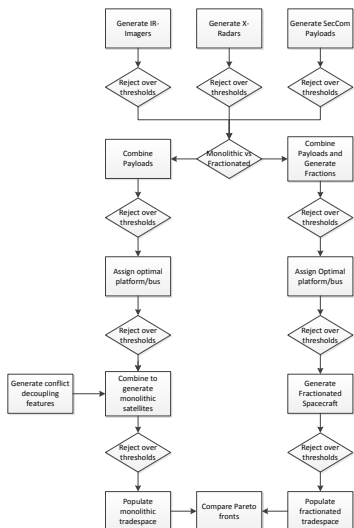 Generate IR-
Imagers
Generate X-
Radars
Generate SecCom
Payloads
Reject over
thresholds
Reject over
thresholds
Reject over
thresholds
Combine
Payloads
Monolithic vs
Fractionated
Combine
Payloads and
Generate
Fractions
Reject over
thresholds
Reject over
thresholds
Assign optimal
platform/bus
Assign Optimal
platform/bus
Reject over
thresholds
Reject over
thresholds
Generate conflict
decoupling
features
Combine to
generate
monolithic
satellites
Generate
Fractionated
Spacecraft
Reject over
thresholds
Reject over
thresholds
Populate
monolithic
tradespace
Compare Pareto
fronts
Populate
fractionated
tradespace